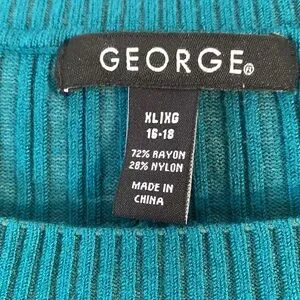 GEORGE®
XL|XG
16-18
72% RAYON
28% NYLON
MADE IN
CHINA